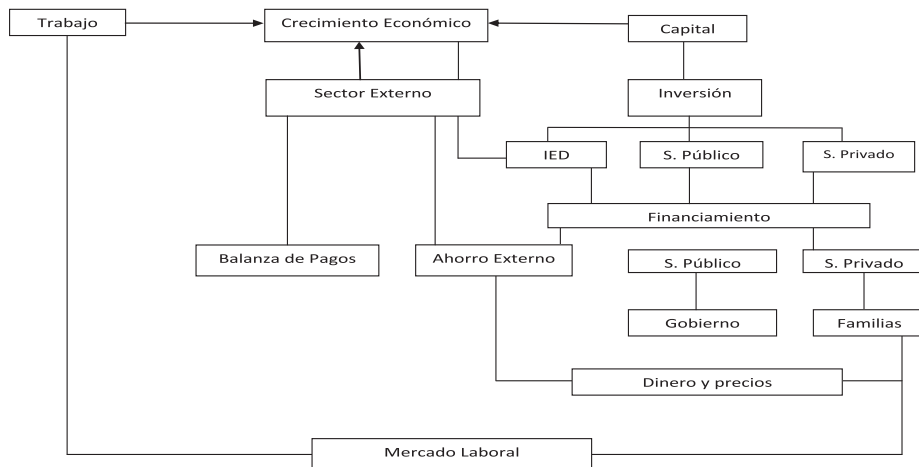 Trabajo
Crecimiento Económico
Capital
Sector Externo
Inversión
IED
S. Público
S. Privado
Financiamiento
Balanza de Pagos
Ahorro Externo
S. Público
S. Privado
Gobierno
Familias
Dinero y precios
Mercado Laboral